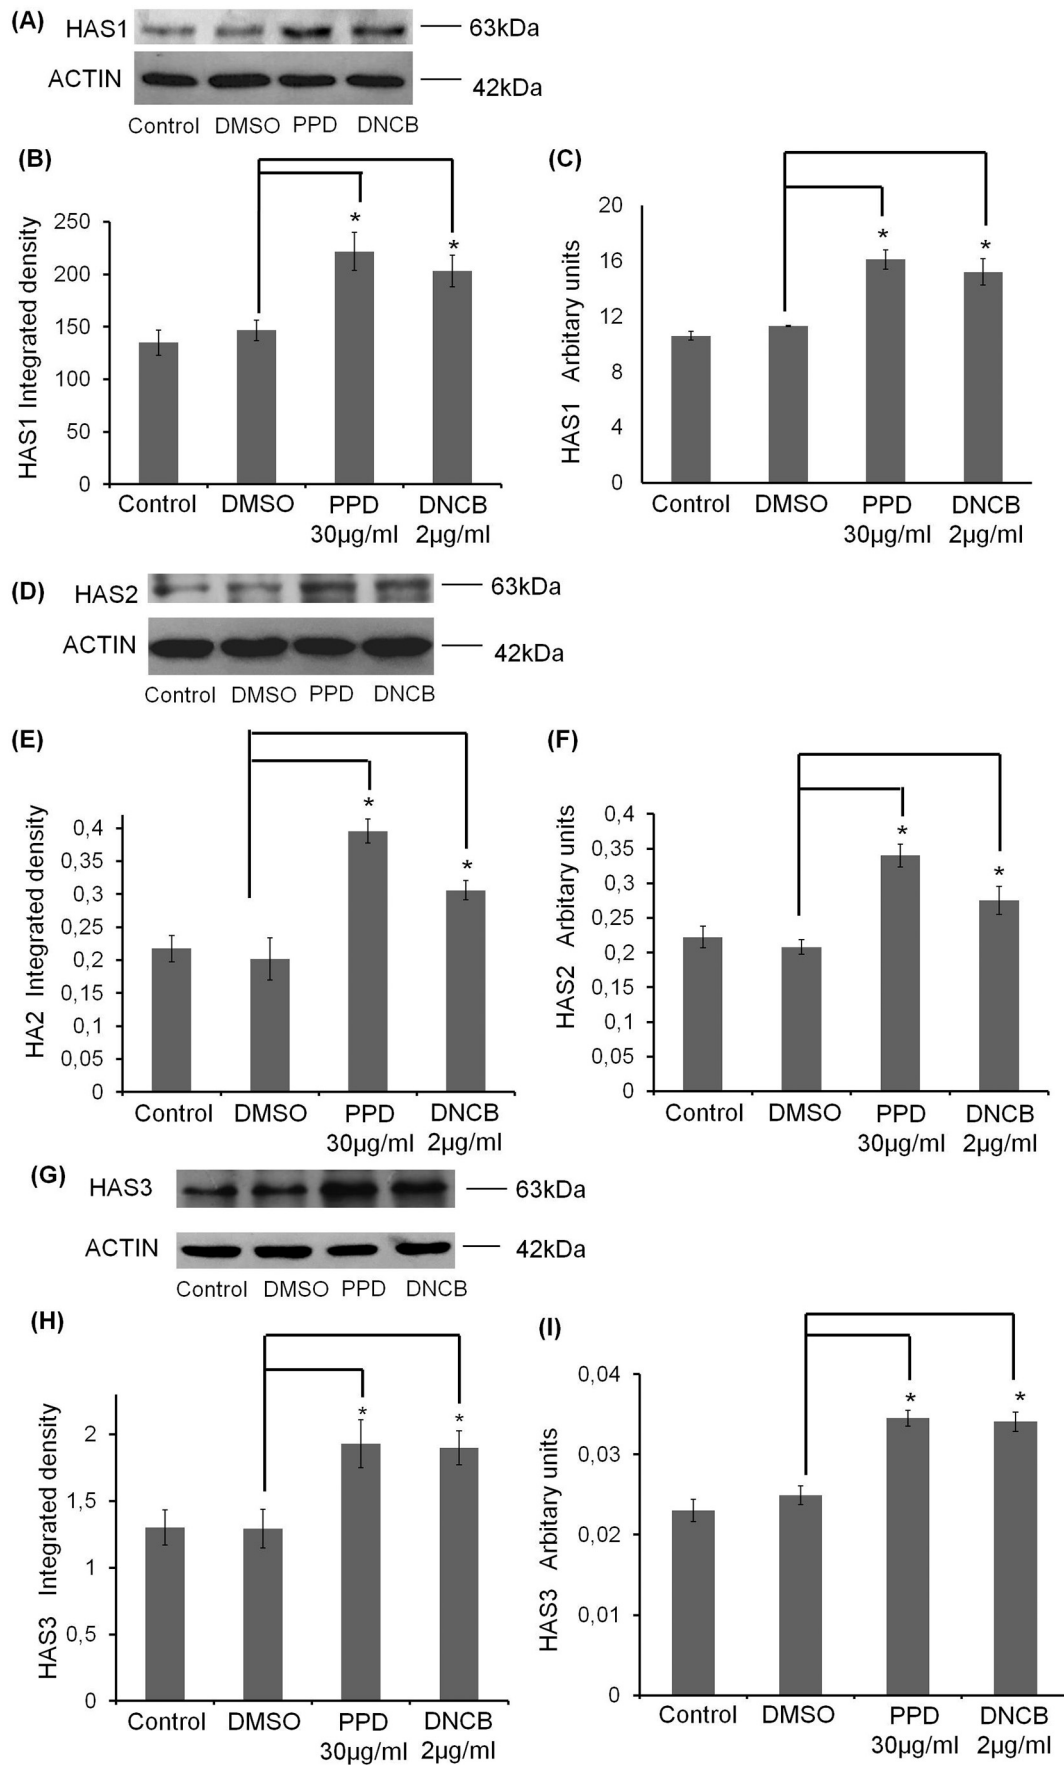 (A) HAS1 63kDa
ACTIN 42kDa
Control DMSO PPD DNCB
(B)
HAS1 Integrated density
250
200
150
100
50
0
* *
Control DMSO PPD DNCB
30µg/ml 2µg/ml
(C)
HAS1 Arbitary units
20
16
12
8
4
0
* *
Control DMSO PPD DNCB
30µg/ml 2µg/ml
(D) HAS2 63kDa
ACTIN 42kDa
Control DMSO PPD DNCB
(E)
HA2 Integrated density
0,4
0,35
0,3
0,25
0,2
0,15
0,1
0,05
0
* *
Control DMSO PPD DNCB
30µg/ml 2µg/ml
(F)
HAS2 Arbitary units
0,4
0,35
0,3
0,25
0,2
0,15
0,1
0,05
0
* *
Control DMSO PPD DNCB
30µg/ml 2µg/ml
(G) HAS3 63kDa
ACTIN 42kDa
Control DMSO PPD DNCB
(H)
HAS3 Integrated density
2
1,5
1
0,5
0
* *
Control DMSO PPD DNCB
30µg/ml 2µg/ml
(I)
HAS3 Arbitary units
0,04
0,03
0,02
0,01
0
* *
Control DMSO PPD DNCB
30µg/ml 2µg/ml